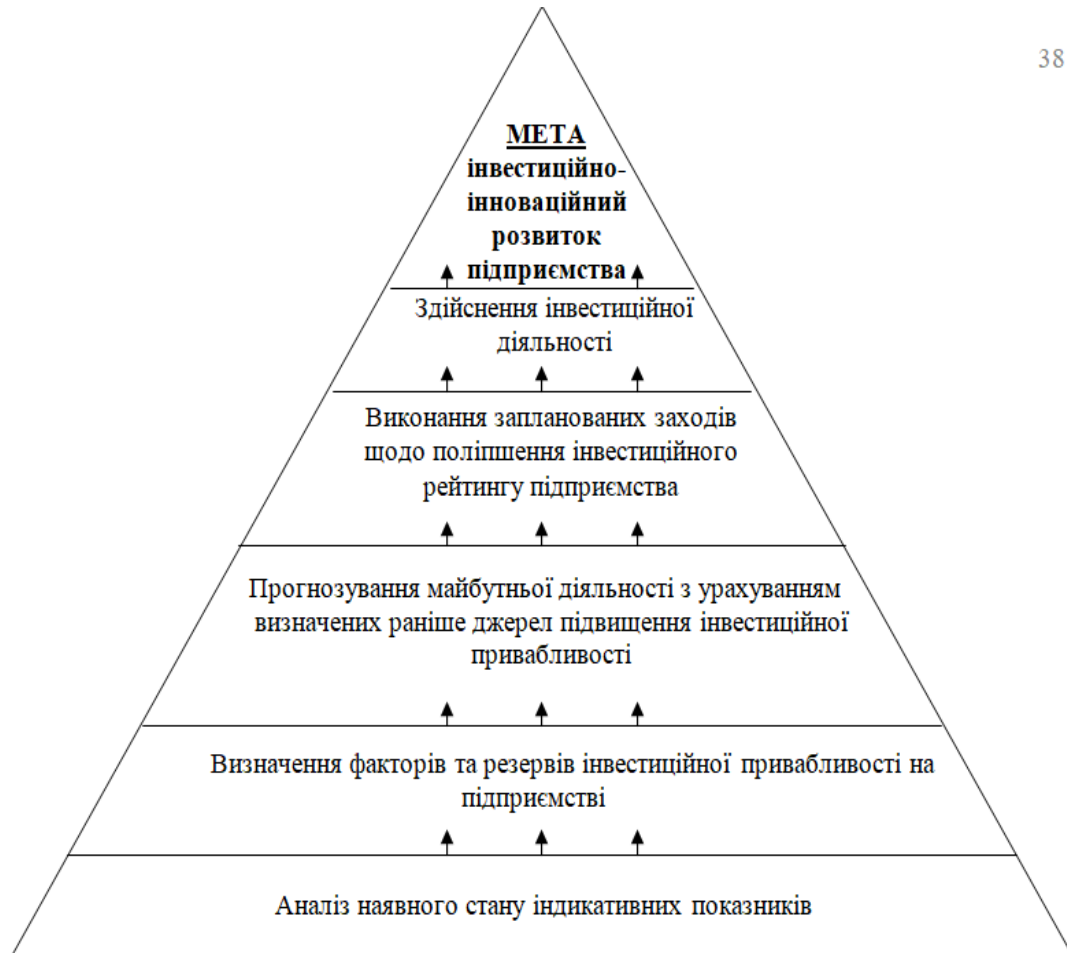 38
МЕТА
інвестиційно-
інноваційний
розвиток
підприємства
Здійснення інвестиційної
діяльності
Виконання запланованих заходів
щодо поліпшення інвестиційного
рейтингу підприємства
Прогнозування майбутньої діяльності з урахуванням
визначених раніше джерел підвищення інвестиційної
привабливості
Визначення факторів та резервів інвестиційної привабливості на
підприємстві
Аналіз наявного стану індикативних показників